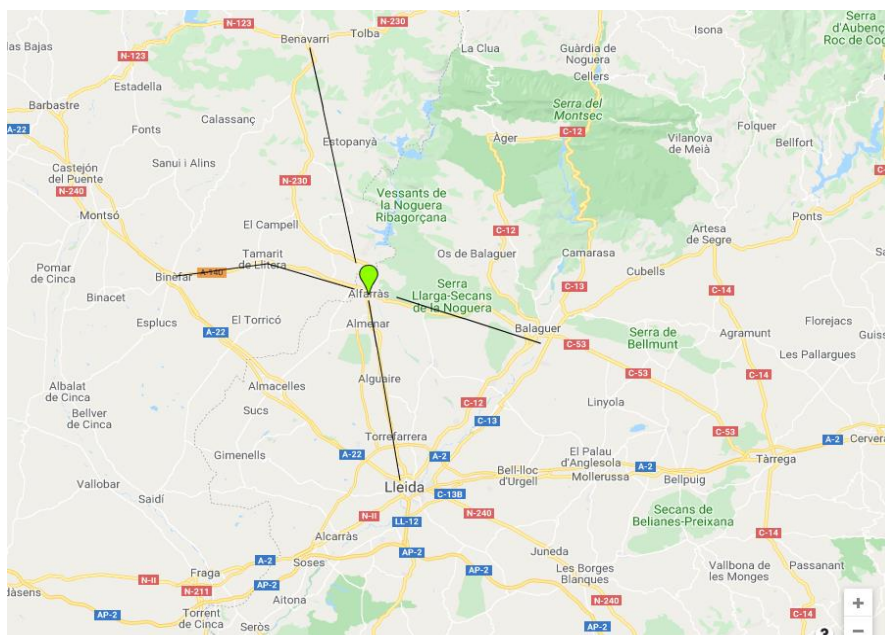 N-230
Tolba
Benavarri
N-123
las Bajas
N-123
Estadella
Barbastre
A-22
Fonts
Calassanç
Estopanyà
Sanui i Alins
Castejón
del Puente
N-240
N-230
Montsó
El Campell
Tamarit
de Llitera
A-140
Binèfar
Pomar
de Cinca
Binacet
Esplucs
El Torricó
A-22
Alfarràs
Almenar
Alguaire
Almacelles
Sucs
Albalat
de Cinca
Bellver
de Cinca
Gimenells
Torrefarrera
A-22
A-2
Vallobar
Saidí
Lleida
C-13B
N-II
LL-12
AP-2
Alcarràs
A-2
Soses
Fraga
N-II
N-211
AP-2
Aitona
AP-2
Torrent
de Cinca
Seròs
dásens
La Clua
Guàrdia de
Noguera
Cellers
Isona
Serra
d'Aubenç
Roc de Cog
Serra del
Montsec
C-12
Àger
Vilanova
de Meià
Folquer
Bellfort
Vessants de
la Noguera
Ribagorçana
C-12
Os de Balaguer
Camarasa
Artesa
de Segre
Ponts
Cubells
C-13
C-14
Serra
Llarga-Secans
de la Noguera
Balaguer
C-53
Serra de
Bellmunt
Agramunt
Florejacs
Guiss
Les Pallargues
C-53
C-14
C-12
C-13
Linyola
C-53
A-2
Cervera
Tàrrega
El Palau
d'Anglesola
Bell-lloc
d'Urgell
Mollerussa
A-2
Bellpuig
N-240
Secans de
Belianes-Preixana
C-14
Juneda
Les Borges
Blanques
AP-2
N-240
AP-2
Vallbona de
les Monges
Passanant
C-14
+
−